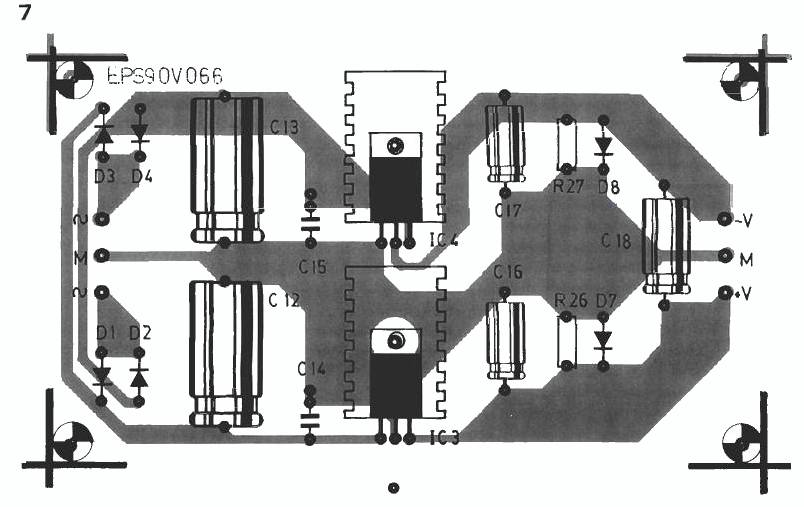 7
EPS90V066
C13
D3 D4
R27 D8
C17
~
IC4
C18
-V
M
C15
M
C16
~
C12
R26 D7
+V
D1 D2
C14
IC3